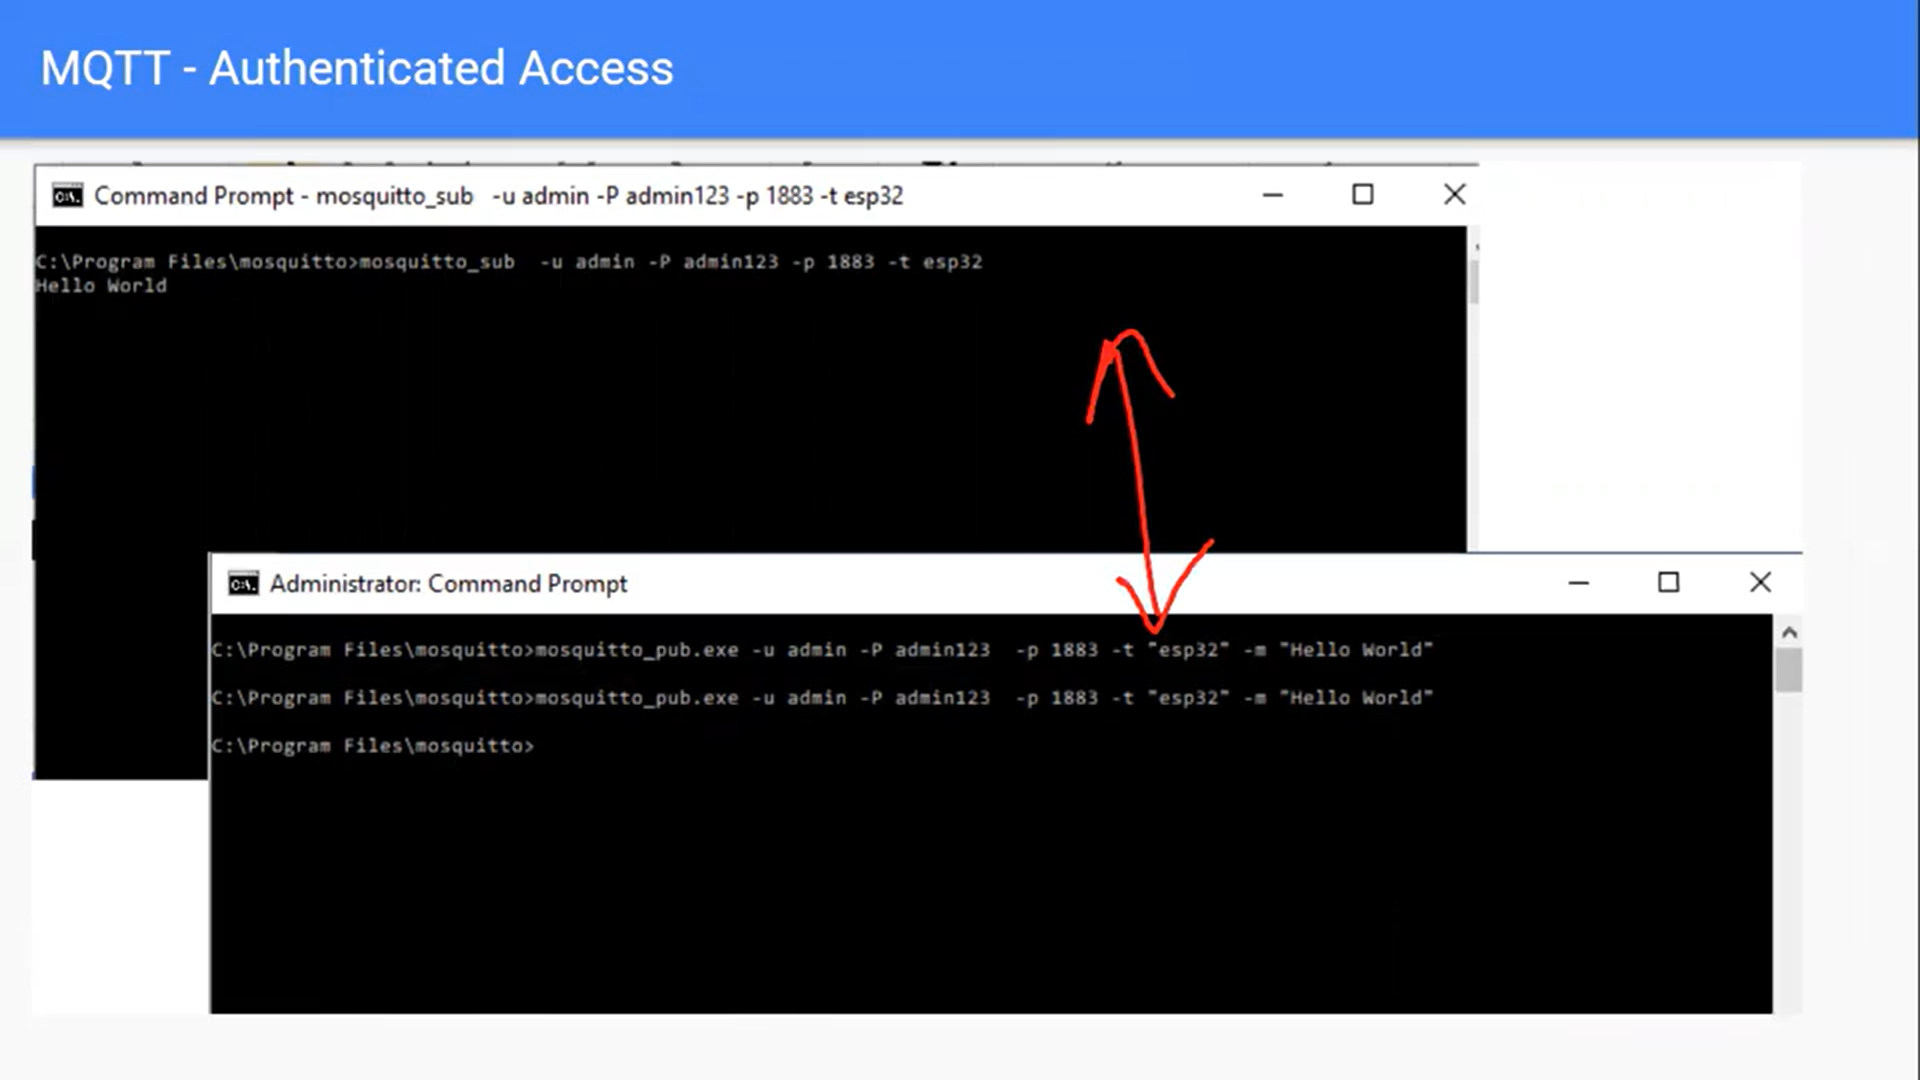 MQTT - Authenticated Access
Command Prompt - mosquitto_sub  -u admin -P admin123 -p 1883 -t esp32
C:\Program Files\mosquitto>mosquitto_sub  -u admin -P admin123 -p 1883 -t esp32
Hello World
Administrator: Command Prompt
C:\Program Files\mosquitto>mosquitto_pub.exe -u admin -P admin123  -p 1883 -t "esp32" -m "Hello World"
C:\Program Files\mosquitto>mosquitto_pub.exe -u admin -P admin123  -p 1883 -t "esp32" -m "Hello World"
C:\Program Files\mosquitto>